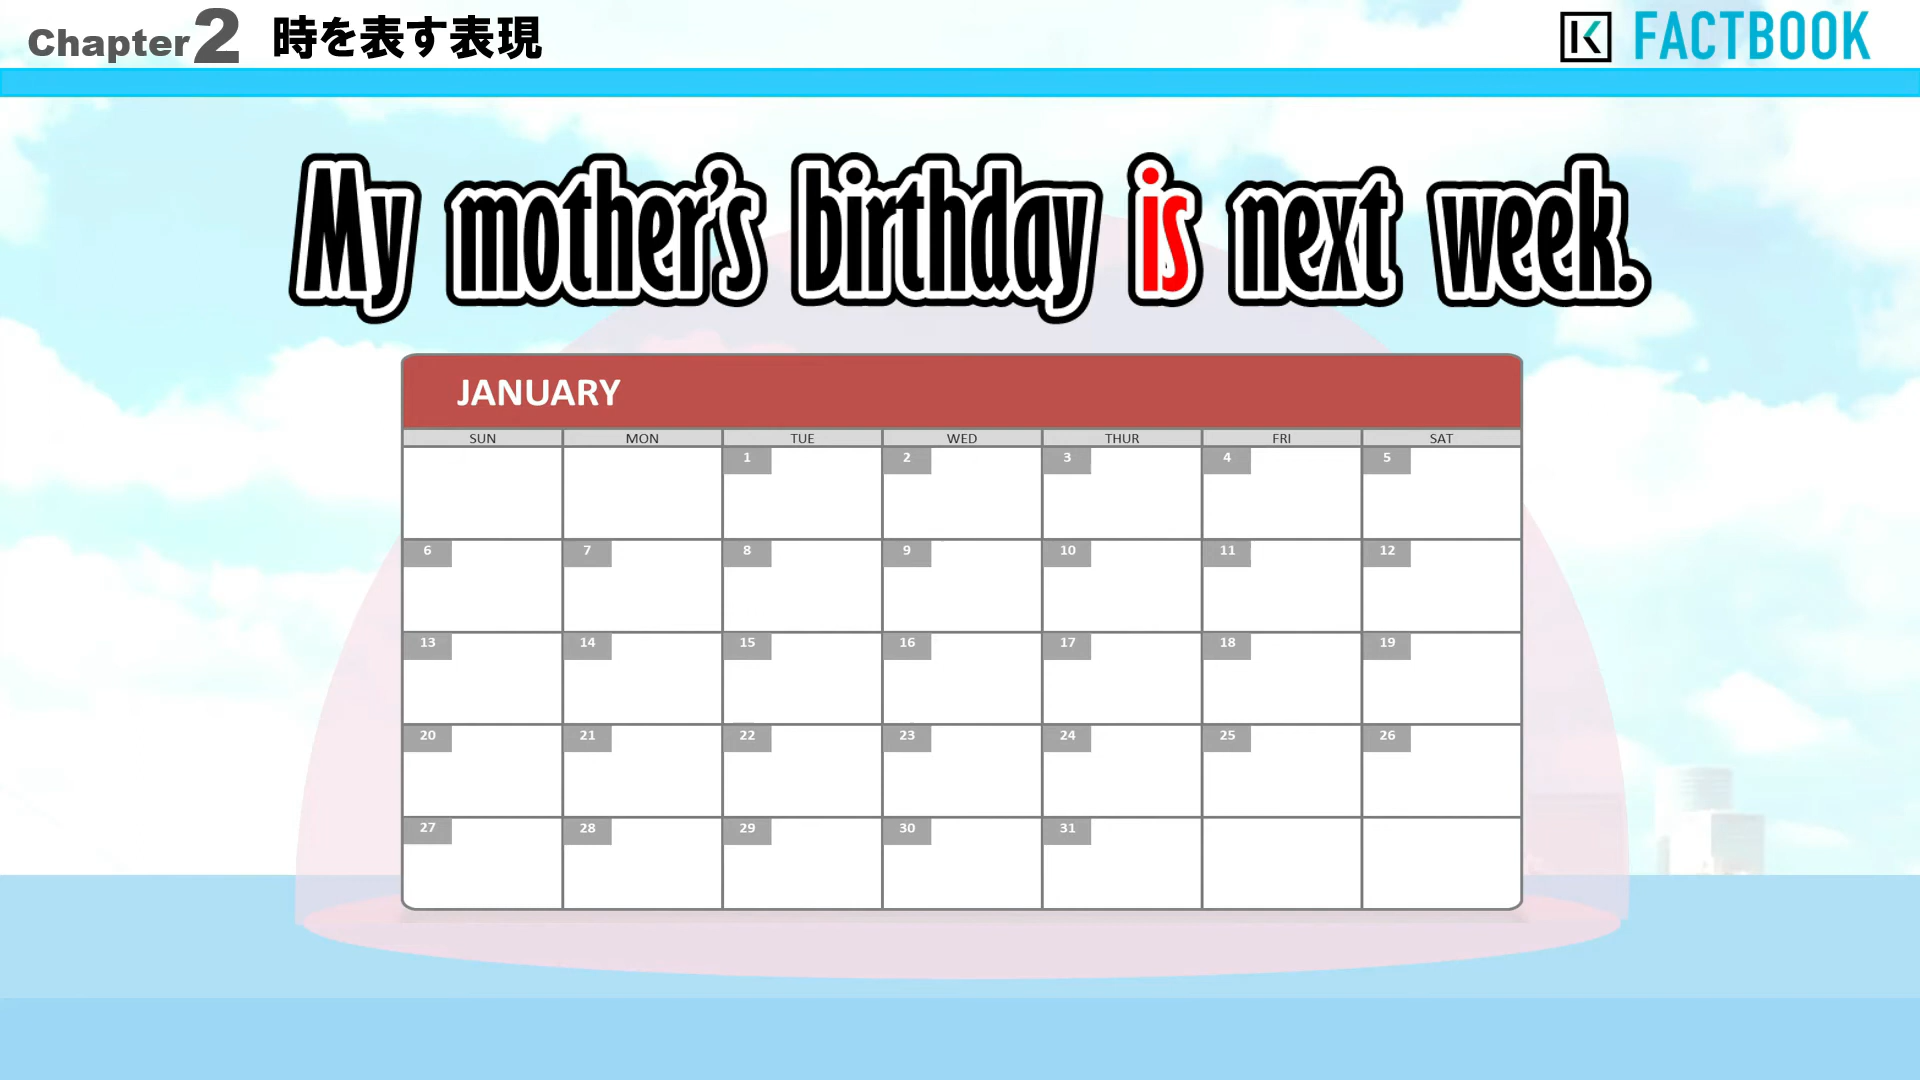 Chapter2 時を表す表現
K FACTBOOK
My mother's birthday is next week.
JANUARY
SUN MON TUE WED THUR FRI SAT
1 2 3 4 5
6 7 8 9 10 11 12
13 14 15 16 17 18 19
20 21 22 23 24 25 26
27 28 29 30 31